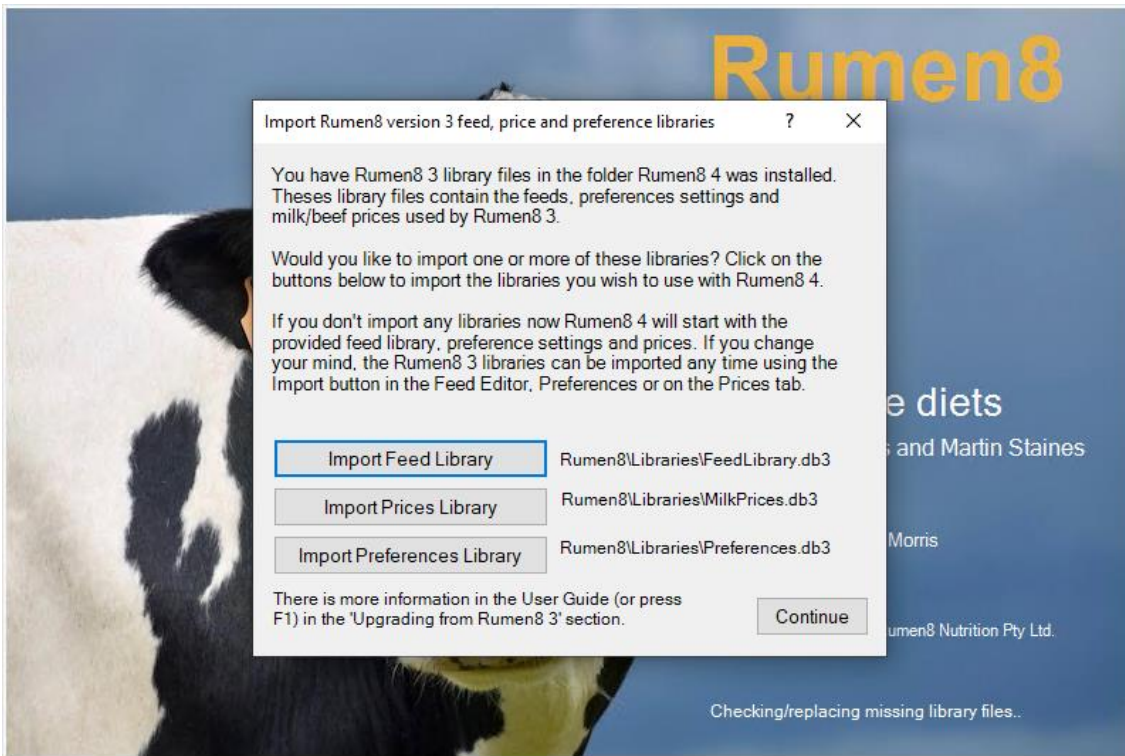 Rumen8
Import Rumen8 version 3 feed, price and preference libraries
?
You have Rumen8 3 library files in the folder Rumen8 4 was installed.
Theses library files contain the feeds, preferences settings and
milk/beef prices used by Rumen8 3.
Would you like to import one or more of these libraries? Click on the
buttons below to import the libraries you wish to use with Rumen8 4.
If you don't import any libraries now Rumen8 4 will start with the
provided feed library, preference settings and prices. If you change
your mind, the Rumen8 3 libraries can be imported any time using the
Import button in the Feed Editor, Preferences or on the Prices tab.
e diets
s and Martin Staines
Import Feed Library Rumen8\Libraries\FeedLibrary.db3
Import Prices Library Rumen8\Libraries\MilkPrices.db3
Import Preferences Library Rumen8\Libraries\Preferences.db3
Morris
There is more information in the User Guide (or press
F1) in the 'Upgrading from Rumen8 3' section.
Continue
umen8 Nutrition Pty Ltd.
Checking/replacing missing library files..